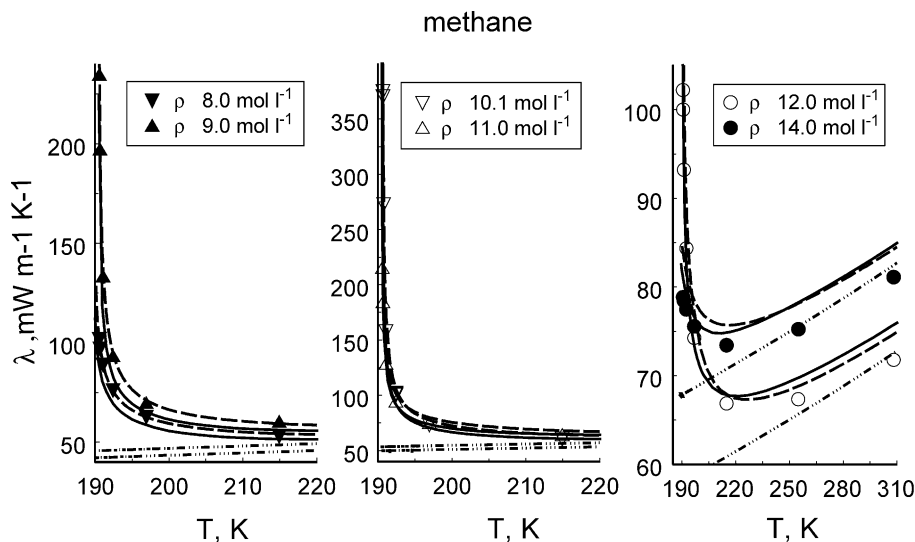 methane
λ ,mW m-1 K-1
200
150
100
50
190 200 210 220
T, K
ρ 8.0 mol l⁻¹
ρ 9.0 mol l⁻¹
350
300
250
200
150
100
50
190 200 210 220
T, K
ρ 10.1 mol l⁻¹
ρ 11.0 mol l⁻¹
100
90
80
70
60
190 220 250 280 310
T, K
ρ 12.0 mol l⁻¹
ρ 14.0 mol l⁻¹